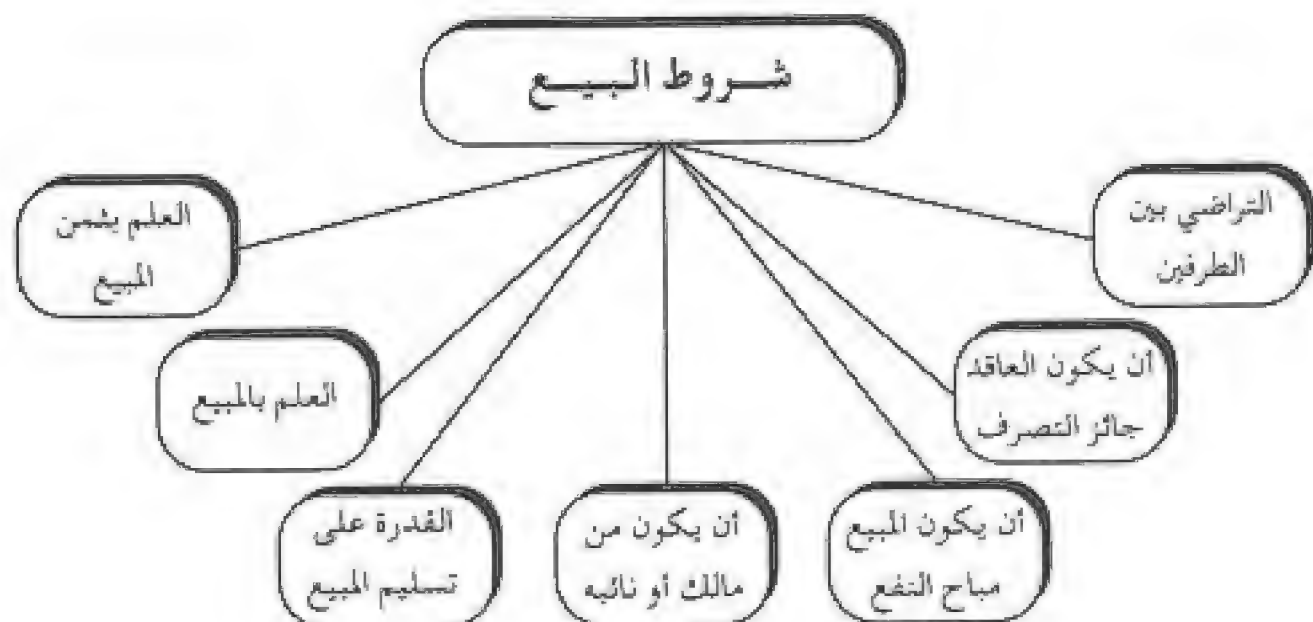 شروط البيع
التراضي بين
الطرفين
أن يكون العاقد
جائز التصرف
أن يكون المبيع
مباح النفع
أن يكون من
مالك أو نائبه
القدرة على
تسليم المبيع
العلم بالمبيع
العلم بثمن
المبيع